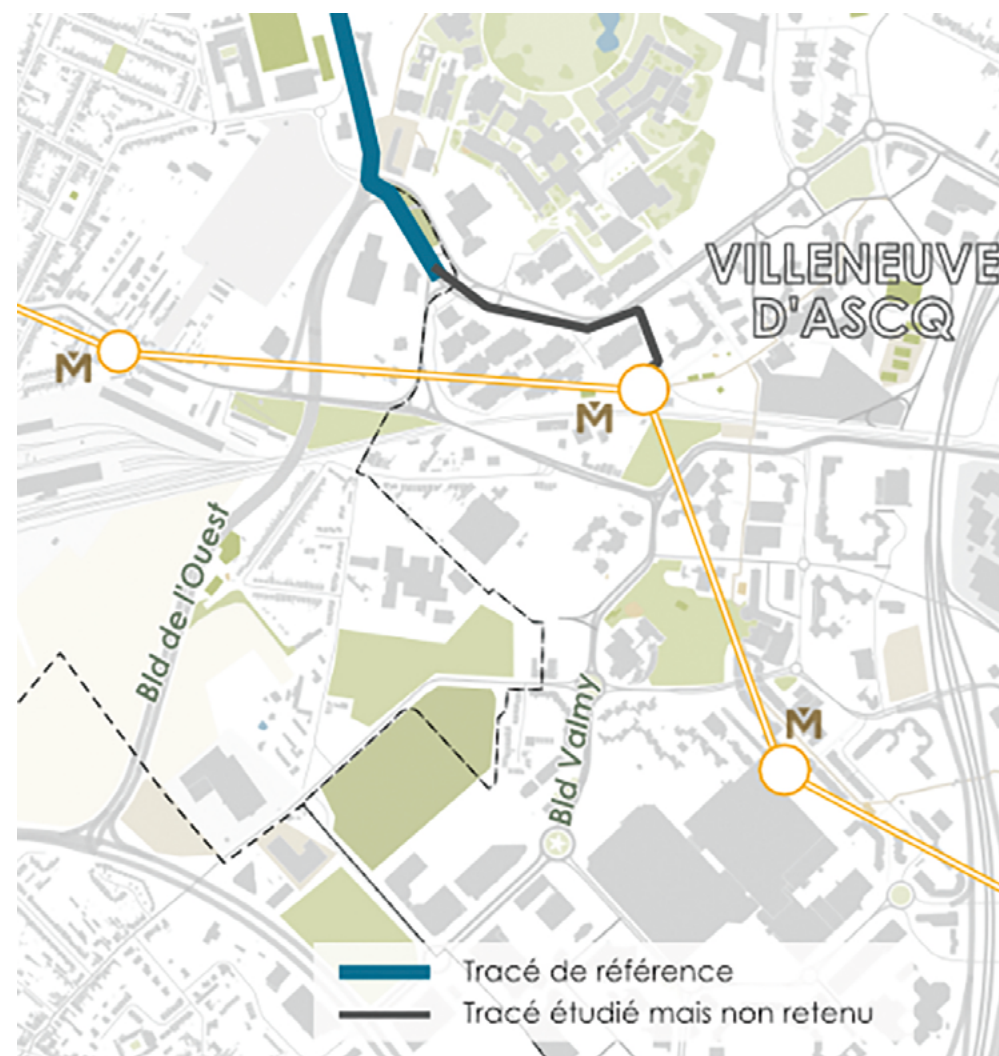 VILLENEUVE
D'ASCQ
M
M
Bld de l'Ouest
Bld Valmy
M
Tracé de référence
Tracé étudié mais non retenu